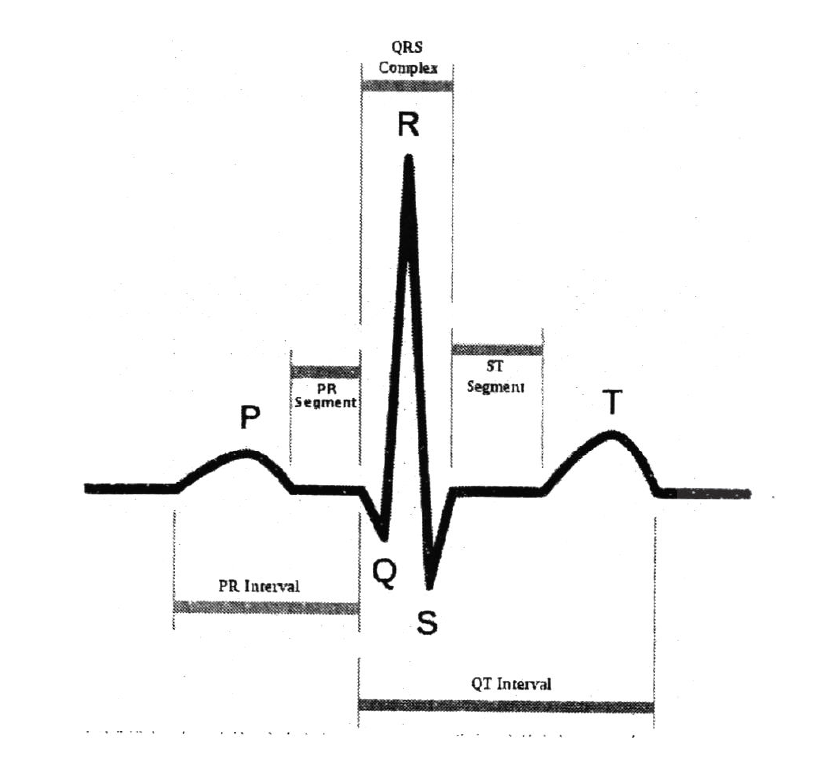 QRS
Complex
R
ST
Segment
PR
Segment
P
T
Q
S
PR Interval
QT Interval